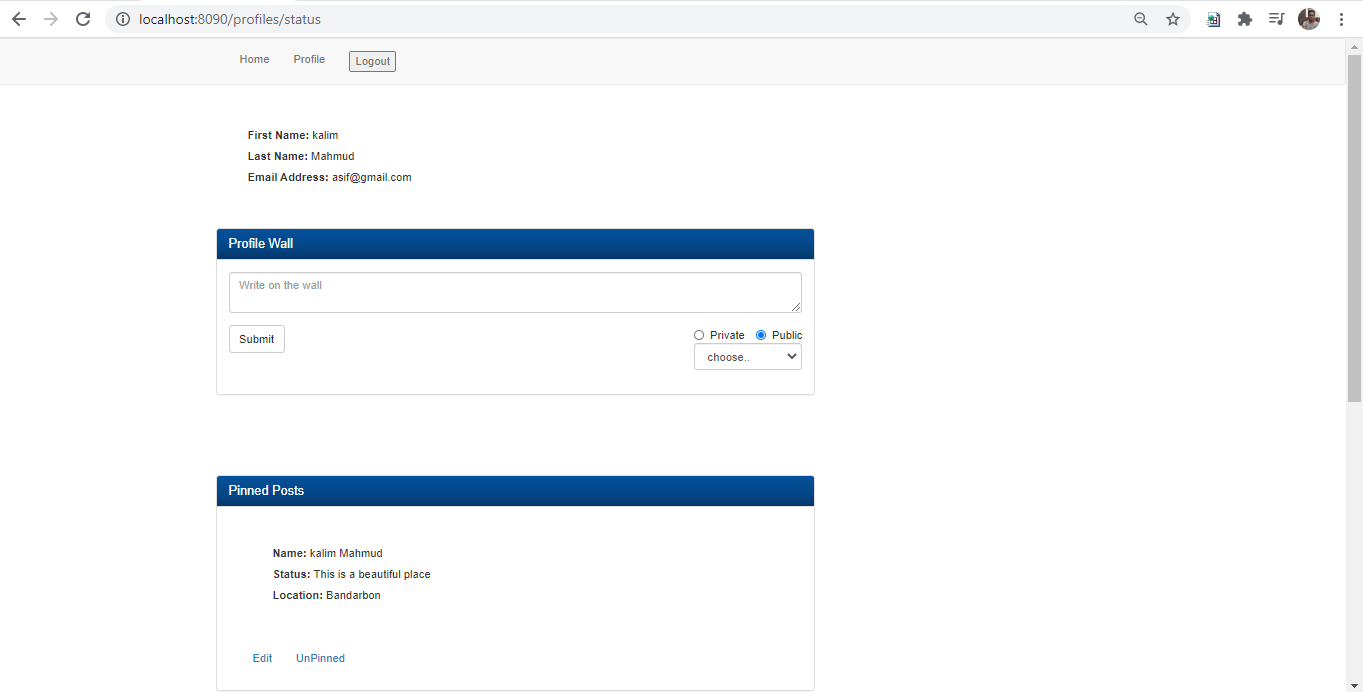 localhost:8090/profiles/status
Home Profile Logout
First Name: kalim
Last Name: Mahmud
Email Address: asif@gmail.com
Profile Wall
Write on the wall
Submit
Private Public
choose..
Pinned Posts
Name: kalim Mahmud
Status: This is a beautiful place
Location: Bandarbon
Edit UnPinned